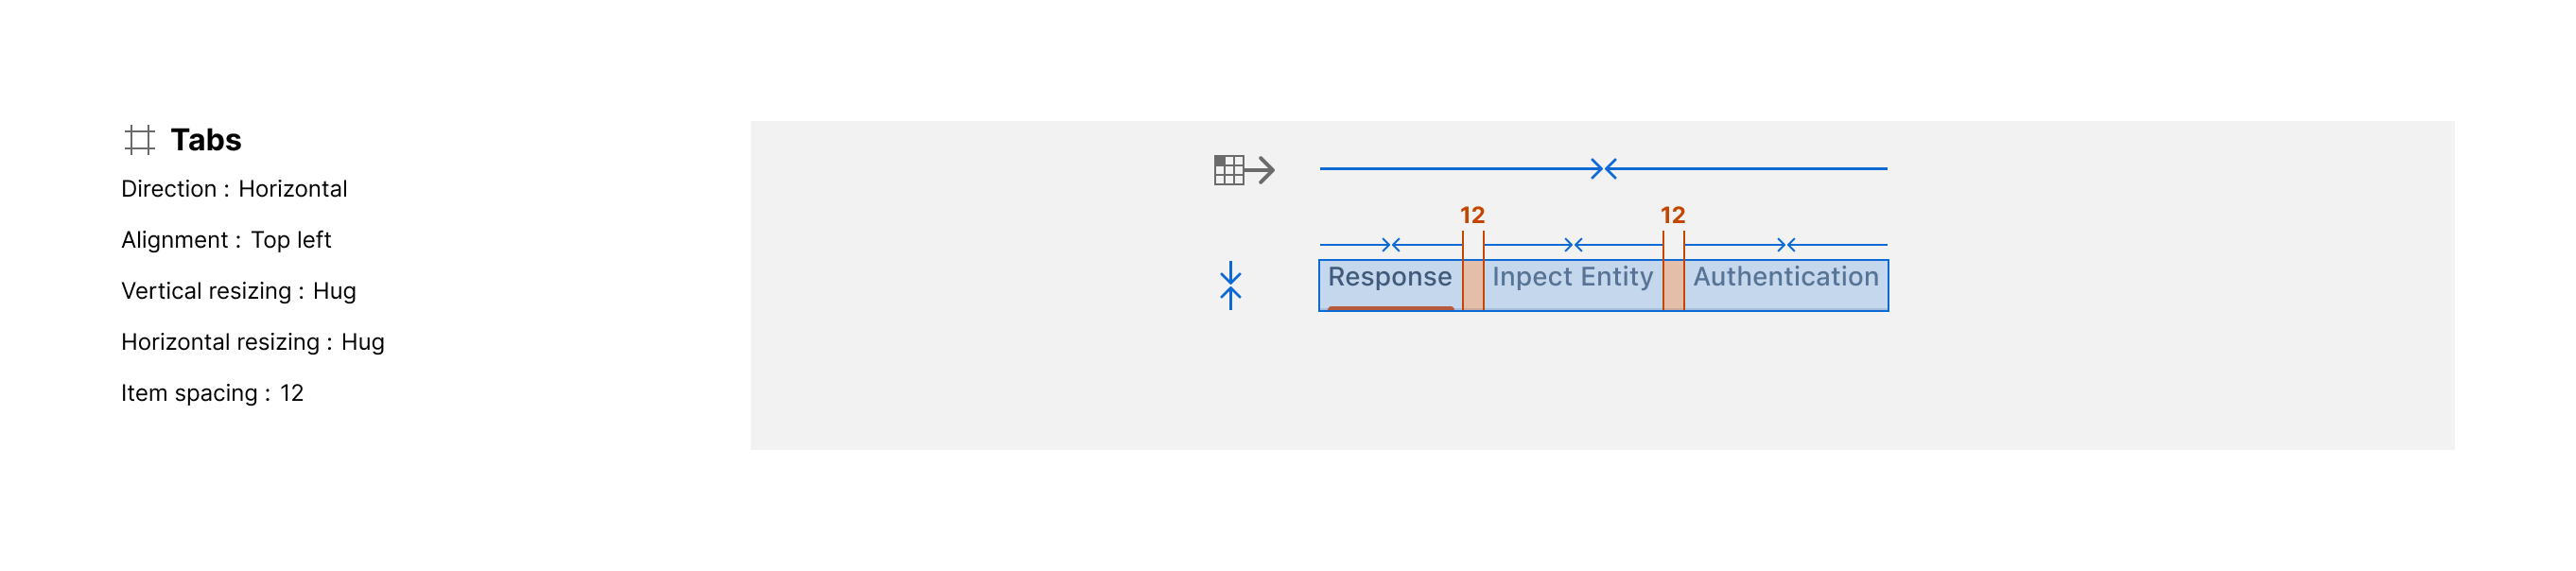 Tabs
Direction : Horizontal
Alignment : Top left
Vertical resizing : Hug
Horizontal resizing : Hug
Item spacing : 12
12 12
Response Inpect Entity Authentication